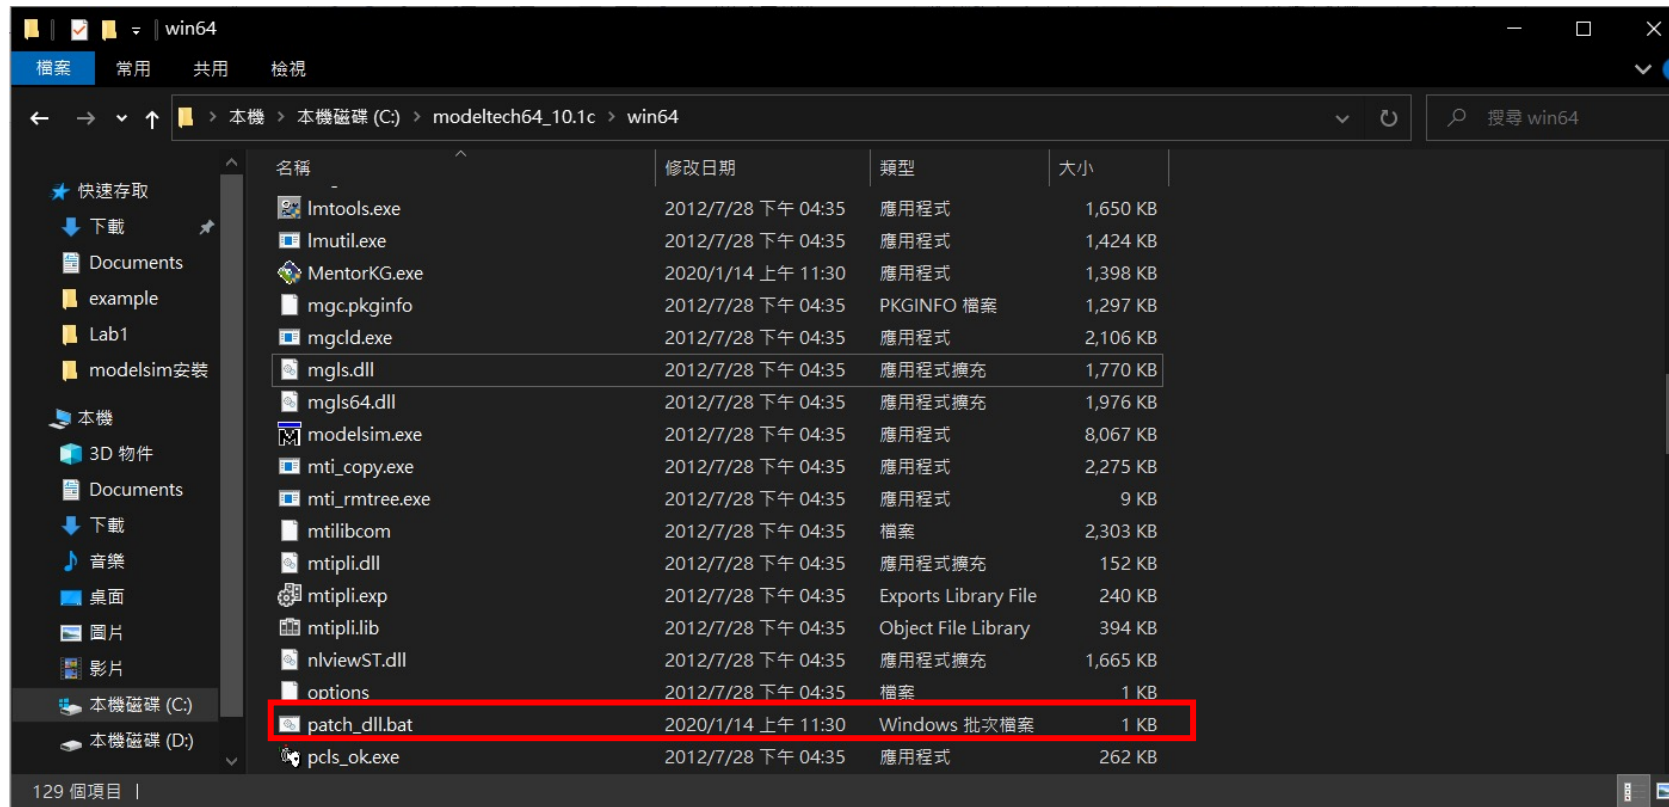 win64
檔案 常用 共用 檢視
本機 > 本機磁碟 (C:) > modeltech64_10.1c > win64 搜尋 win64
名稱 修改日期 類型 大小
快速存取
下載
Documents
example
Lab1
modelsim安裝
本機
3D 物件
Documents
下載
音樂
桌面
圖片
影片
本機磁碟 (C:)
本機磁碟 (D:)
lmtools.exe 2012/7/28 下午 04:35 應用程式 1,650 KB
lmutil.exe 2012/7/28 下午 04:35 應用程式 1,424 KB
MentorKG.exe 2020/1/14 上午 11:30 應用程式 1,398 KB
mgc.pkginfo 2012/7/28 下午 04:35 PKGINFO 檔案 1,297 KB
mgcld.exe 2012/7/28 下午 04:35 應用程式 2,106 KB
mgls.dll 2012/7/28 下午 04:35 應用程式擴充 1,770 KB
mgls64.dll 2012/7/28 下午 04:35 應用程式擴充 1,976 KB
modelsim.exe 2012/7/28 下午 04:35 應用程式 8,067 KB
mti_copy.exe 2012/7/28 下午 04:35 應用程式 2,275 KB
mti_rmtree.exe 2012/7/28 下午 04:35 應用程式 9 KB
mtilibcom 2012/7/28 下午 04:35 檔案 2,303 KB
mtipli.dll 2012/7/28 下午 04:35 應用程式擴充 152 KB
mtipli.exp 2012/7/28 下午 04:35 Exports Library File 240 KB
mtipli.lib 2012/7/28 下午 04:35 Object File Library 394 KB
nlviewST.dll 2012/7/28 下午 04:35 應用程式擴充 1,665 KB
options 2012/7/28 下午 04:35 檔案 1 KB
patch_dll.bat 2020/1/14 上午 11:30 Windows 批次檔案 1 KB
pcls_ok.exe 2012/7/28 下午 04:35 應用程式 262 KB
129 個項目